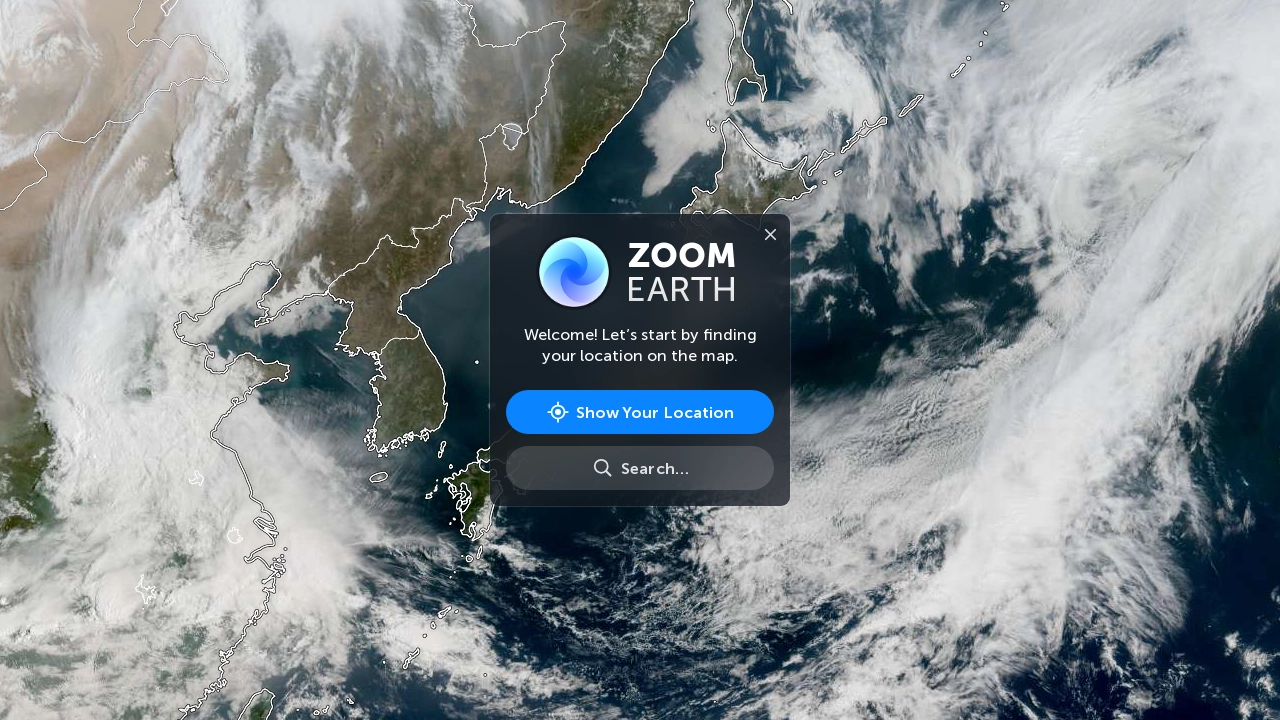 ZOOM
EARTH
Welcome! Let’s start by finding
your location on the map.
Show Your Location
Search…